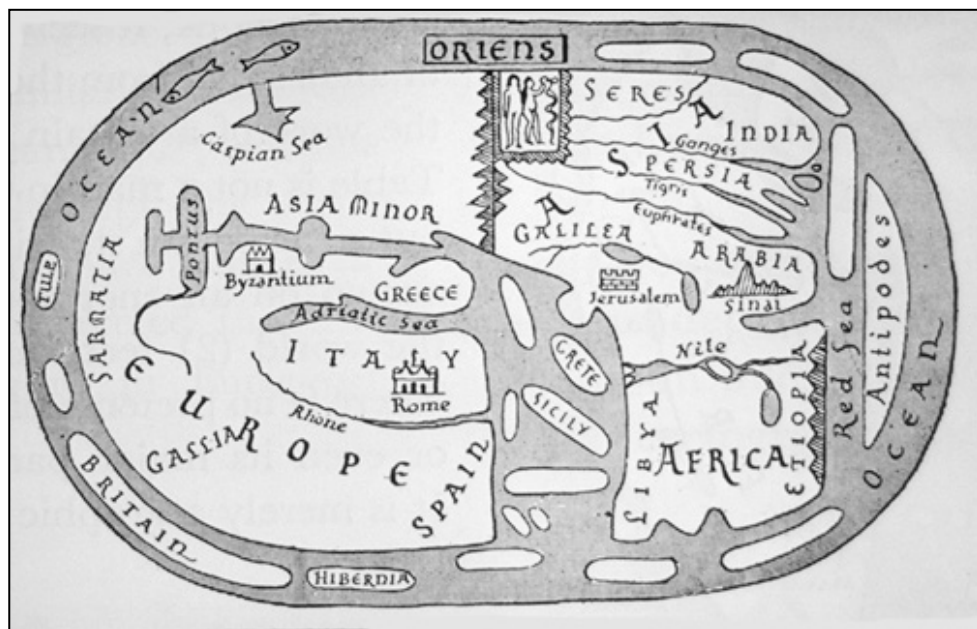 ORIENS
OCEAN
SERES
ASIA
INDIA
Caspian Sea
Ganges
PERSIA
Tigris
Euphrates
Pontus
ASIA MINOR
GALILEA
ARABIA
Byzantium
Jerusalem
Sinai
SARMATIA
GREECE
Adriatic Sea
Red Sea
Antipodes
OCEAN
Nile
ITALY
Rome
CRETE
SICILY
Rhone
EUROPE
GASSIA
SPAIN
LIBYA
AFRICA
ETIOPIA
BRITAIN
HIBERNIA